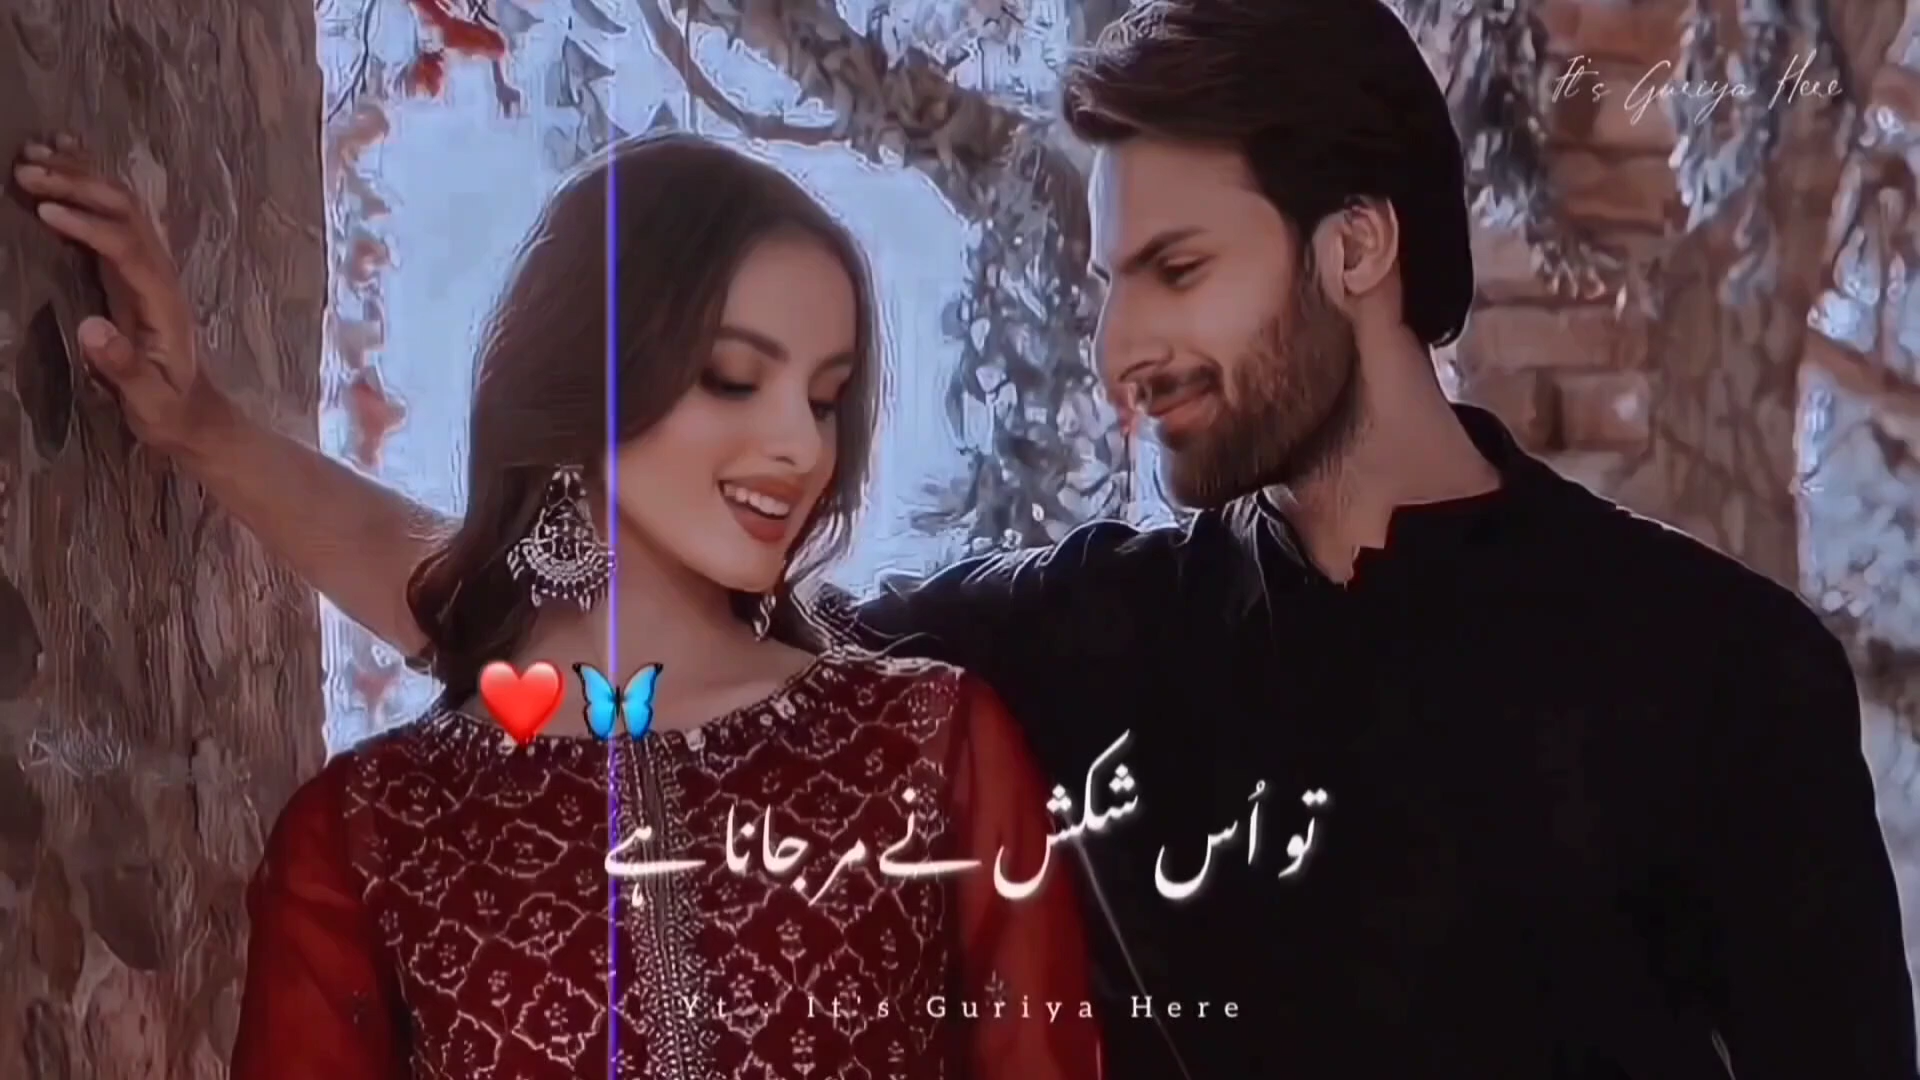 It's Guriya Here
تو اُس شکش نے مر جانا ہے
Yt : It's Guriya Here